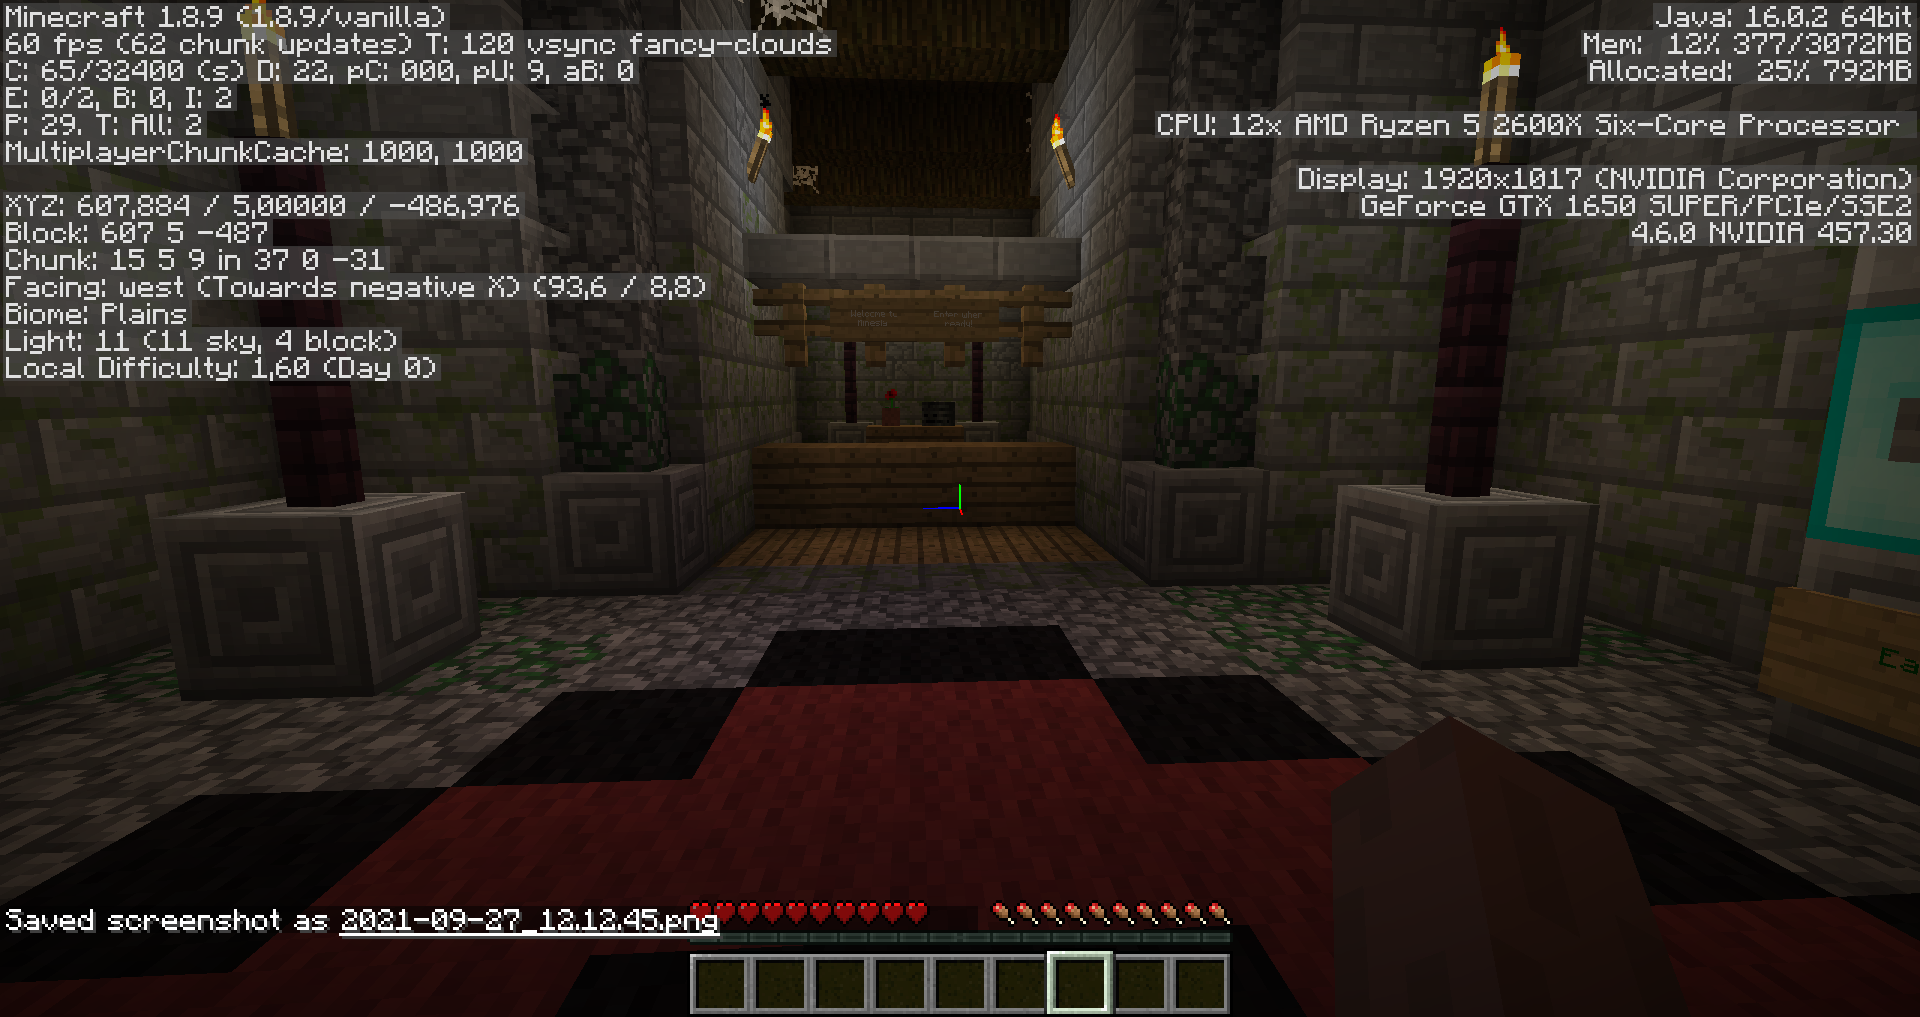 Minecraft 1.8.9 (1.8.9/vanilla)
60 fps (62 chunk updates) T: 120 vsync fancy-clouds
C: 65/32400 (s) D: 22, pC: 000, pU: 9, aB: 0
E: 0/2, B: 0, I: 2
P: 29. T: All: 2
MultiplayerChunkCache: 1000, 1000
XYZ: 607,884 / 5,00000 / -486,976
Block: 607 5 -487
Chunk: 15 5 9 in 37 0 -31
Facing: west (Towards negative X) (93,6 / 8,8)
Biome: Plains
Light: 11 (11 sky, 4 block)
Local Difficulty: 1,60 (Day 0)
Java: 16.0.2 64bit
Mem: 12% 377/3072MB
Allocated: 25% 792MB
CPU: 12x AMD Ryzen 5 2600X Six-Core Processor
Display: 1920x1017 (NVIDIA Corporation)
GeForce GTX 1650 SUPER/PCIe/SSE2
4.6.0 NVIDIA 457.30
Welcome to
Enter when
ready!
Ea
Saved screenshot as 2021-09-27_12.12.45.png